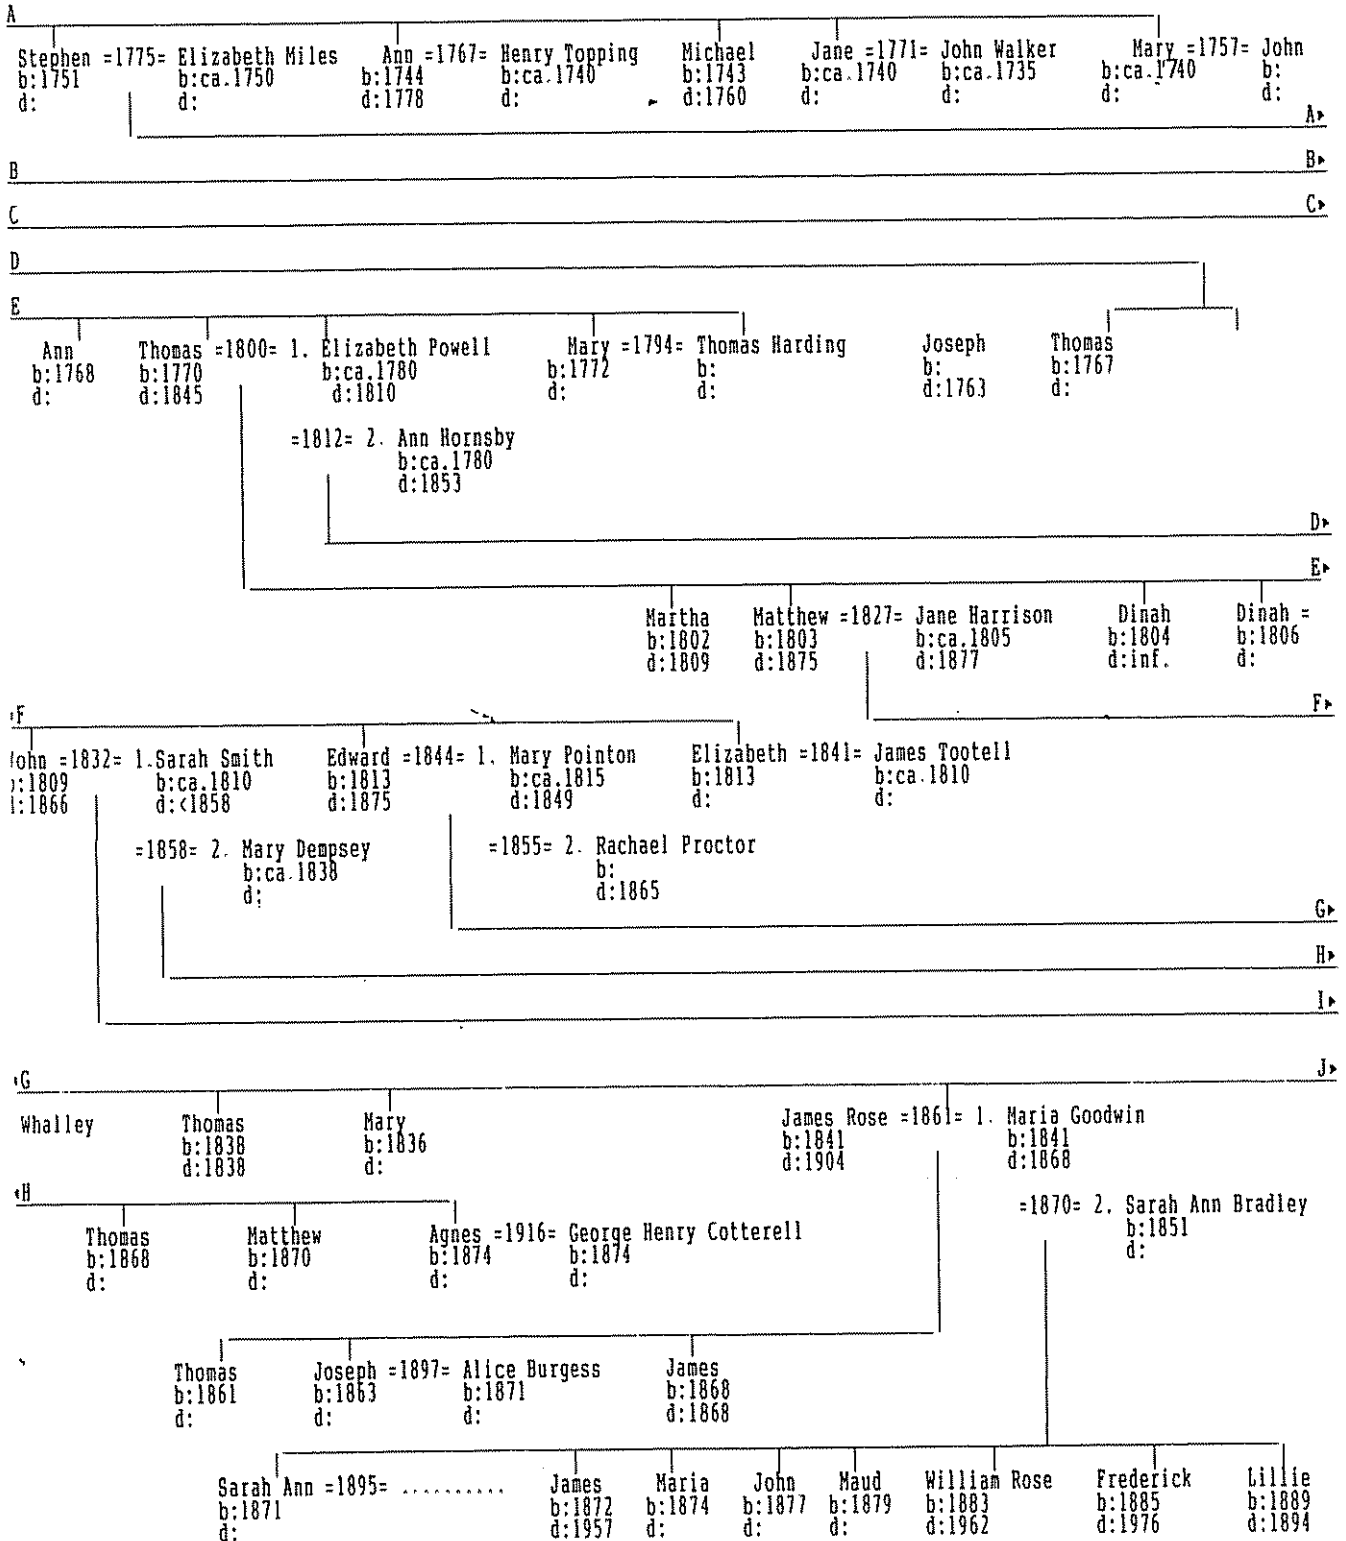 A
Stephen =1775= Elizabeth Miles Ann =1767= Henry Topping Michael Jane =1771= John Walker Mary =1757= John
b:1751 b:ca.1750 b:1744 b:ca.1740 b:1743 b:ca.1740 b:ca.1735 b:ca.1740 b:
d: d: d:1778 d: d:1760 d: d: d: d:
A
B B
C C
D
E
Ann Thomas =1800= 1. Elizabeth Powell Mary =1794= Thomas Harding Joseph Thomas
b:1768 b:1770 b:ca.1780 b:1772 b: b: b:1767
d: d:1845 d:1810 d: d: d:1763 d:
=1812= 2. Ann Hornsby
b:ca.1780
d:1853
D
E
Martha Matthew =1827= Jane Harrison Dinah Dinah =
b:1802 b:1803 b:ca.1805 b:1804 b:1806
d:1809 d:1875 d:1877 d:inf. d:
F F
John =1832= 1.Sarah Smith Edward =1844= 1. Mary Pointon Elizabeth =1841= James Tootell
b:1809 b:ca.1810 b:1813 b:ca.1815 b:1813 b:ca.1810
d:1866 d:<1858 d:1875 d:1849 d: d:
=1858= 2. Mary Dempsey =1855= 2. Rachael Proctor
b:ca.1838 b:
d: d:1865
G
H
I
G J
Whalley Thomas Mary James Rose =1861= 1. Maria Goodwin
b:1838 b:1836 b:1841 b:1841
d:1838 d: d:1904 d:1868
H
=1870= 2. Sarah Ann Bradley
b:1851
d:
Thomas Matthew Agnes =1916= George Henry Cotterell
b:1868 b:1870 b:1874 b:1874
d: d: d: d:
Thomas Joseph =1897= Alice Burgess James
b:1861 b:1863 b:1871 b:1868
d: d: d: d:1868
Sarah Ann =1895= .......... James Maria John Maud William Rose Frederick Lillie
b:1871 b:1872 b:1874 b:1877 b:1879 b:1883 b:1885 b:1889
d: d:1957 d: d: d: d:1962 d:1976 d:1894